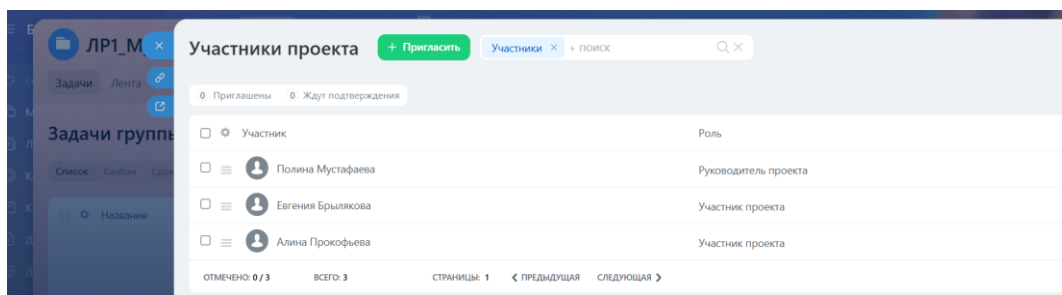 ЛР1_М
Задачи Лента
Задачи группы
Список Канбан Срок
Название
Участники проекта + Пригласить Участники × + поиск
0 Приглашены 0 Ждут подтверждения
Участник Роль
Полина Мустафаева Руководитель проекта
Евгения Брылякова Участник проекта
Алина Прокофьева Участник проекта
ОТМЕЧЕНО: 0 / 3 ВСЕГО: 3 СТРАНИЦЫ: 1 ПРЕДЫДУЩАЯ СЛЕДУЮЩАЯ